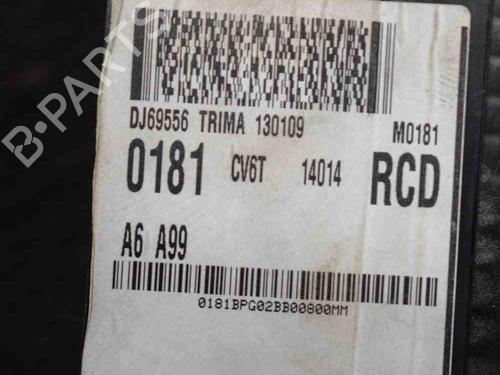 DJ69556 TRIMA 130109 M0181
0181 CV6T 14014 RCD
A6 A99
0181BPG02BB00800MM
B-PARTS